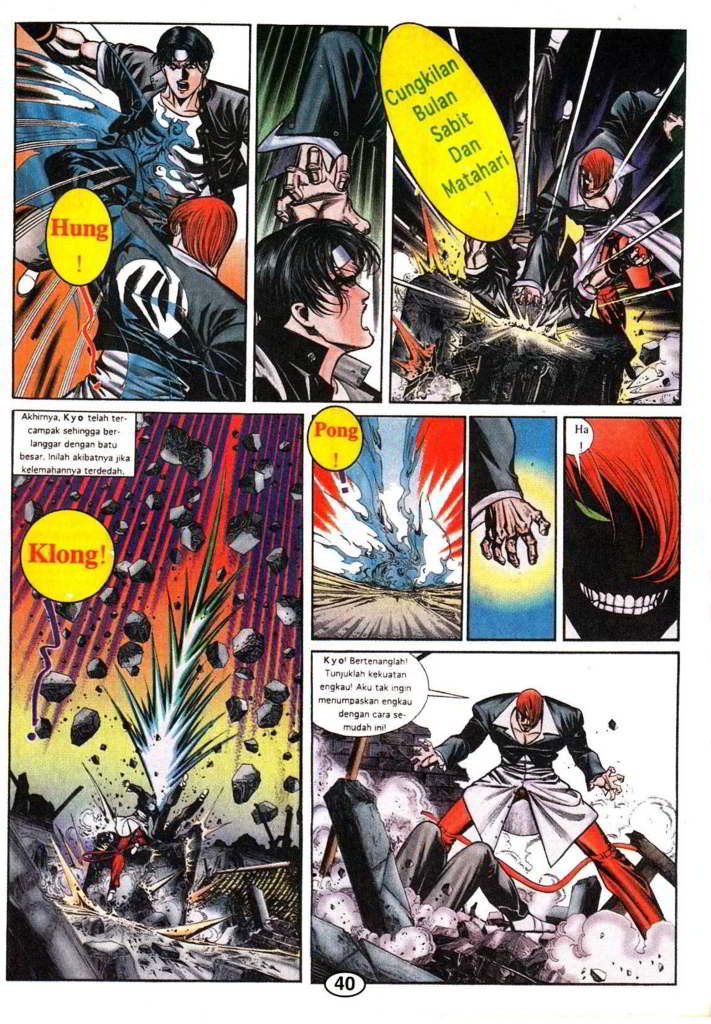 Hung
!
Cungkilan
Bulan
Sabit
Dan
Matahari
!
Akhirnya, Kyo telah ter-
campak sehingga ber-
langgar dengan batu
besar. Inilah akibatnya jika
kelemahannya terdedah.
Klong!
Pong
!
Ha
!
Kyo! Bertenanglah!
Tunjuklah kekuatan
engkau! Aku tak ingin
menumpaskan engkau
dengan cara se-
mudah ini!
40